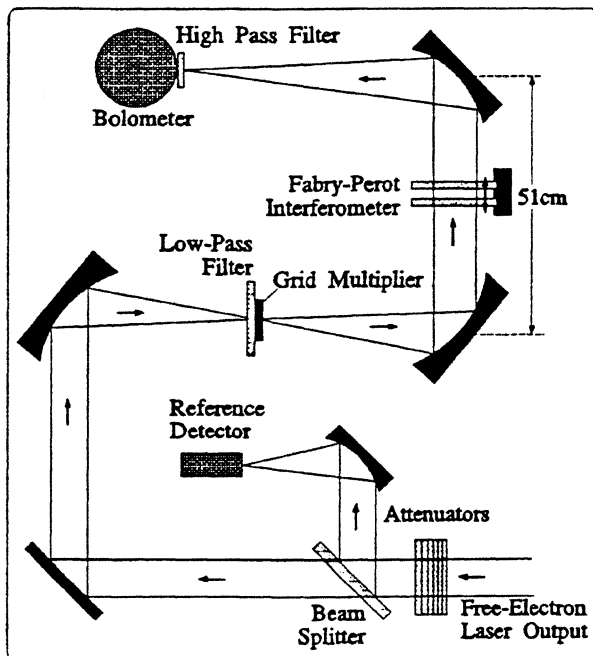 High Pass Filter
Bolometer
Fabry-Perot
Interferometer
51cm
Low-Pass
Filter
Grid Multiplier
Reference
Detector
Attenuators
Beam
Splitter
Free-Electron
Laser Output